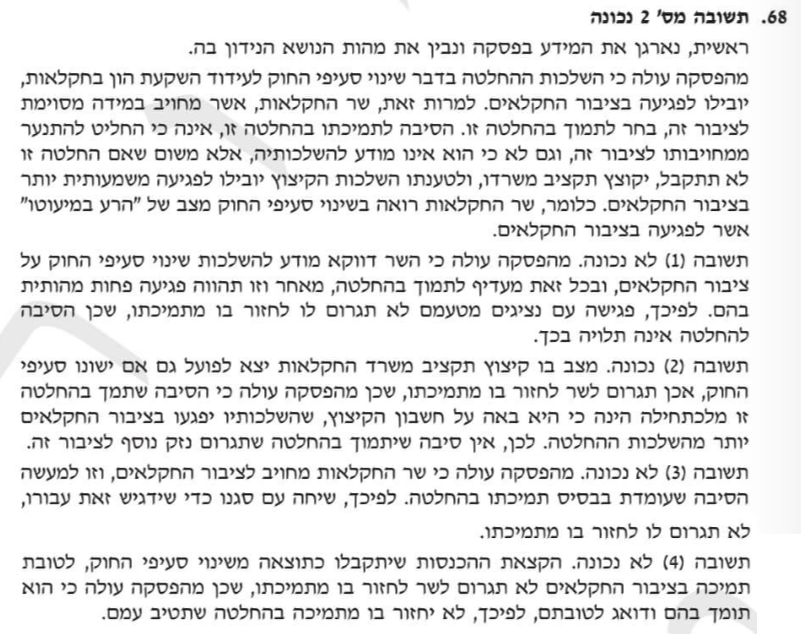 68. תשובה מס' 2 נכונה
ראשית, נארגן את המידע בפסקה ונבין את מהות הנושא הנידון בה.
מהפסקה עולה כי השלכות ההחלטה בדבר שינוי סעיפי החוק לעידוד השקעת הון בחקלאות,
יובילו לפגיעה בציבור החקלאים. למרות זאת, שר החקלאות, אשר מחויב במידה מסוימת
לציבור זה, בחר לתמוך בהחלטה זו. הסיבה לתמיכתו בהחלטה זו, אינה כי החליט להתנער
ממחויבותו לציבור זה, וגם לא כי הוא אינו מודע להשלכותיה, אלא משום שאם החלטה זו
לא תתקבל, יקוצץ תקציב משרדו, ולטענתו השלכות הקיצוץ יובילו לפגיעה משמעותית יותר
בציבור החקלאים. כלומר, שר החקלאות רואה בשינוי סעיפי החוק מצב של "הרע במיעוטו"
אשר לפגיעה בציבור החקלאים.
תשובה (1) לא נכונה. מהפסקה עולה כי השר דווקא מודע להשלכות שינוי סעיפי החוק על
ציבור החקלאים, ובכל זאת מעדיף לתמוך בהחלטה, מאחר וזו תהווה פגיעה פחות מהותית
בהם. לפיכך, פגישה עם נציגים מטעמם לא תגרום לו לחזור בו מתמיכתו, שכן הסיבה
להחלטה אינה תלויה בכך.
תשובה (2) נכונה. מצב בו קיצוץ תקציב משרד החקלאות יצא לפועל גם אם ישונו סעיפי
החוק, אכן תגרום לשר לחזור בו מתמיכתו, שכן מהפסקה עולה כי הסיבה שתמך בהחלטה
זו מלכתחילה הינה כי היא באה על חשבון הקיצוץ, שהשלכותיו יפגעו בציבור החקלאים
יותר מהשלכות ההחלטה. לכן, אין סיבה שיתמוך בהחלטה שתגרום נזק נוסף לציבור זה.
תשובה (3) לא נכונה. מהפסקה עולה כי שר החקלאות מחויב לציבור החקלאים, וזו למעשה
הסיבה שעומדת בבסיס תמיכתו בהחלטה. לפיכך, שיחה עם סגנו כדי שידגיש זאת עבורו,
לא תגרום לו לחזור בו מתמיכתו.
תשובה (4) לא נכונה. הקצאת ההכנסות שיתקבלו כתוצאה משינוי סעיפי החוק, לטובת
תמיכה בציבור החקלאים לא תגרום לשר לחזור בו מתמיכתו, שכן מהפסקה עולה כי הוא
תומך בהם ודואג לטובתם, לפיכך, לא יחזור בו מתמיכה בהחלטה שתטיב עמם.